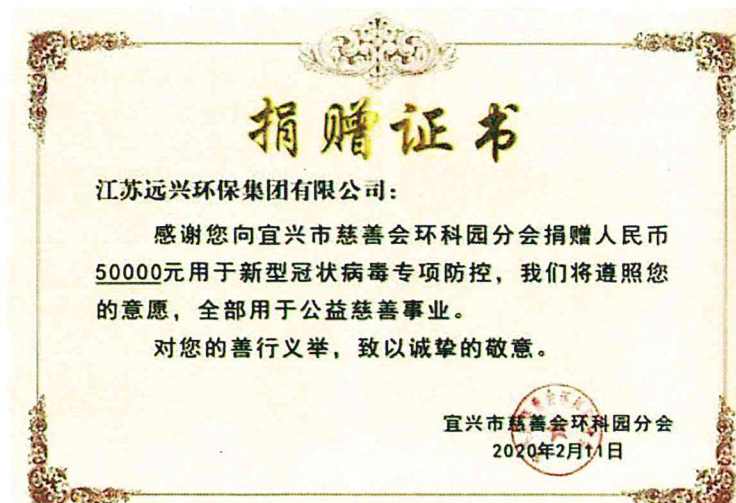 捐赠证书
江苏远兴环保集团有限公司：
感谢您向宜兴市慈善会环科园分会捐赠人民币
50000元用于新型冠状病毒专项防控，我们将遵照您
的意愿，全部用于公益慈善事业。
对您的善行义举，致以诚挚的敬意。
宜兴市慈善会环科园分会
2020年2月11日